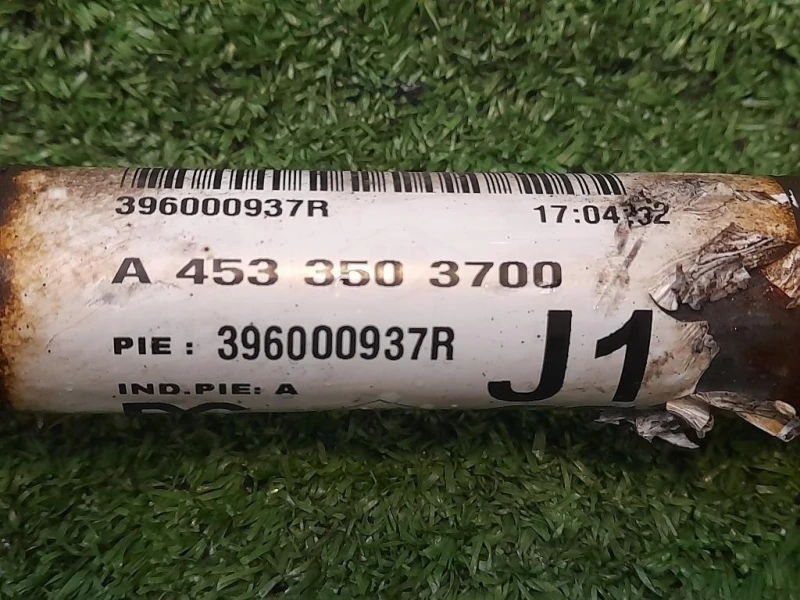 396000937R 17:04:32
A 453 350 3700
PIE : 396000937R
J1
IND.PIE: A